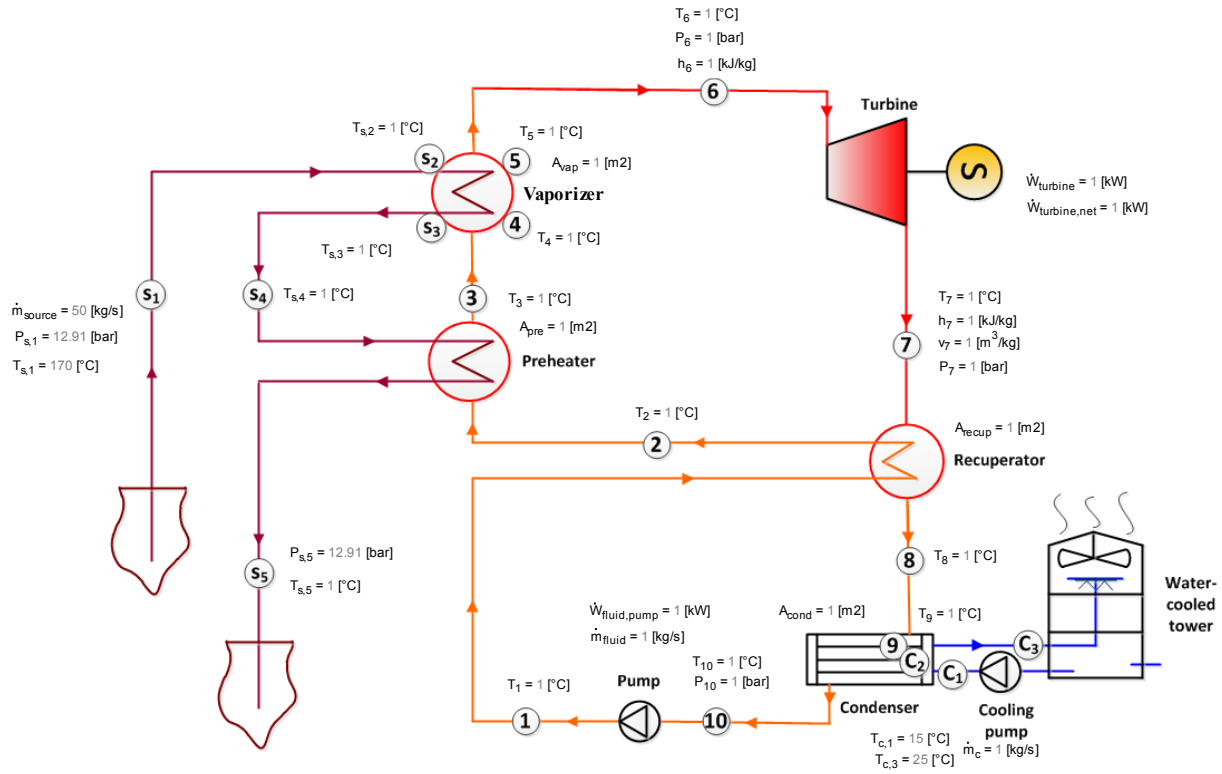 T6 = 1 [°C]
P6 = 1 [bar]
h6 = 1 [kJ/kg]
6
Turbine
Ts,2 = 1 [°C]
T5 = 1 [°C]
S2
5
Avap = 1 [m2]
Vaporizer
S
Ẇturbine = 1 [kW]
Ẇturbine,net = 1 [kW]
S3
4
T4 = 1 [°C]
Ts,3 = 1 [°C]
S1
S4
Ts,4 = 1 [°C]
3
T3 = 1 [°C]
ṁsource = 50 [kg/s]
Ps,1 = 12.91 [bar]
Ts,1 = 170 [°C]
Apre = 1 [m2]
Preheater
T7 = 1 [°C]
h7 = 1 [kJ/kg]
v7 = 1 [m³/kg]
P7 = 1 [bar]
7
T2 = 1 [°C]
2
Arecup = 1 [m2]
Recuperator
8
T8 = 1 [°C]
Ps,5 = 12.91 [bar]
Ts,5 = 1 [°C]
S5
Ẇfluid,pump = 1 [kW]
ṁfluid = 1 [kg/s]
Acond = 1 [m2]
T9 = 1 [°C]
9
C2
C3
C1
Water-
cooled
tower
T10 = 1 [°C]
P10 = 1 [bar]
T1 = 1 [°C]
Pump
1
10
Condenser
Cooling
pump
Tc,1 = 15 [°C]
Tc,3 = 25 [°C]
ṁc = 1 [kg/s]